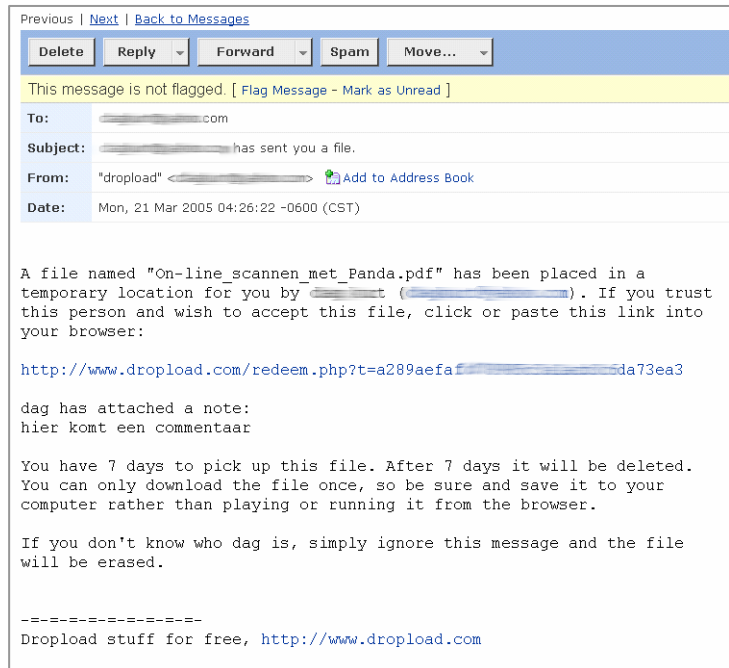 Previous | Next | Back to Messages
Delete Reply Forward Spam Move...
This message is not flagged. [ Flag Message - Mark as Unread ]
To: .com
Subject: has sent you a file.
From: "dropload" < > Add to Address Book
Date: Mon, 21 Mar 2005 04:26:22 -0600 (CST)
A file named "On-line_scannen_met_Panda.pdf" has been placed in a
temporary location for you by ( ). If you trust
this person and wish to accept this file, click or paste this link into
your browser:
http://www.dropload.com/redeem.php?t=a289aefaf da73ea3
dag has attached a note:
hier komt een commentaar
You have 7 days to pick up this file. After 7 days it will be deleted.
You can only download the file once, so be sure and save it to your
computer rather than playing or running it from the browser.
If you don't know who dag is, simply ignore this message and the file
will be erased.
-=-=-=-=-=-=-=-=-=-
Dropload stuff for free, http://www.dropload.com